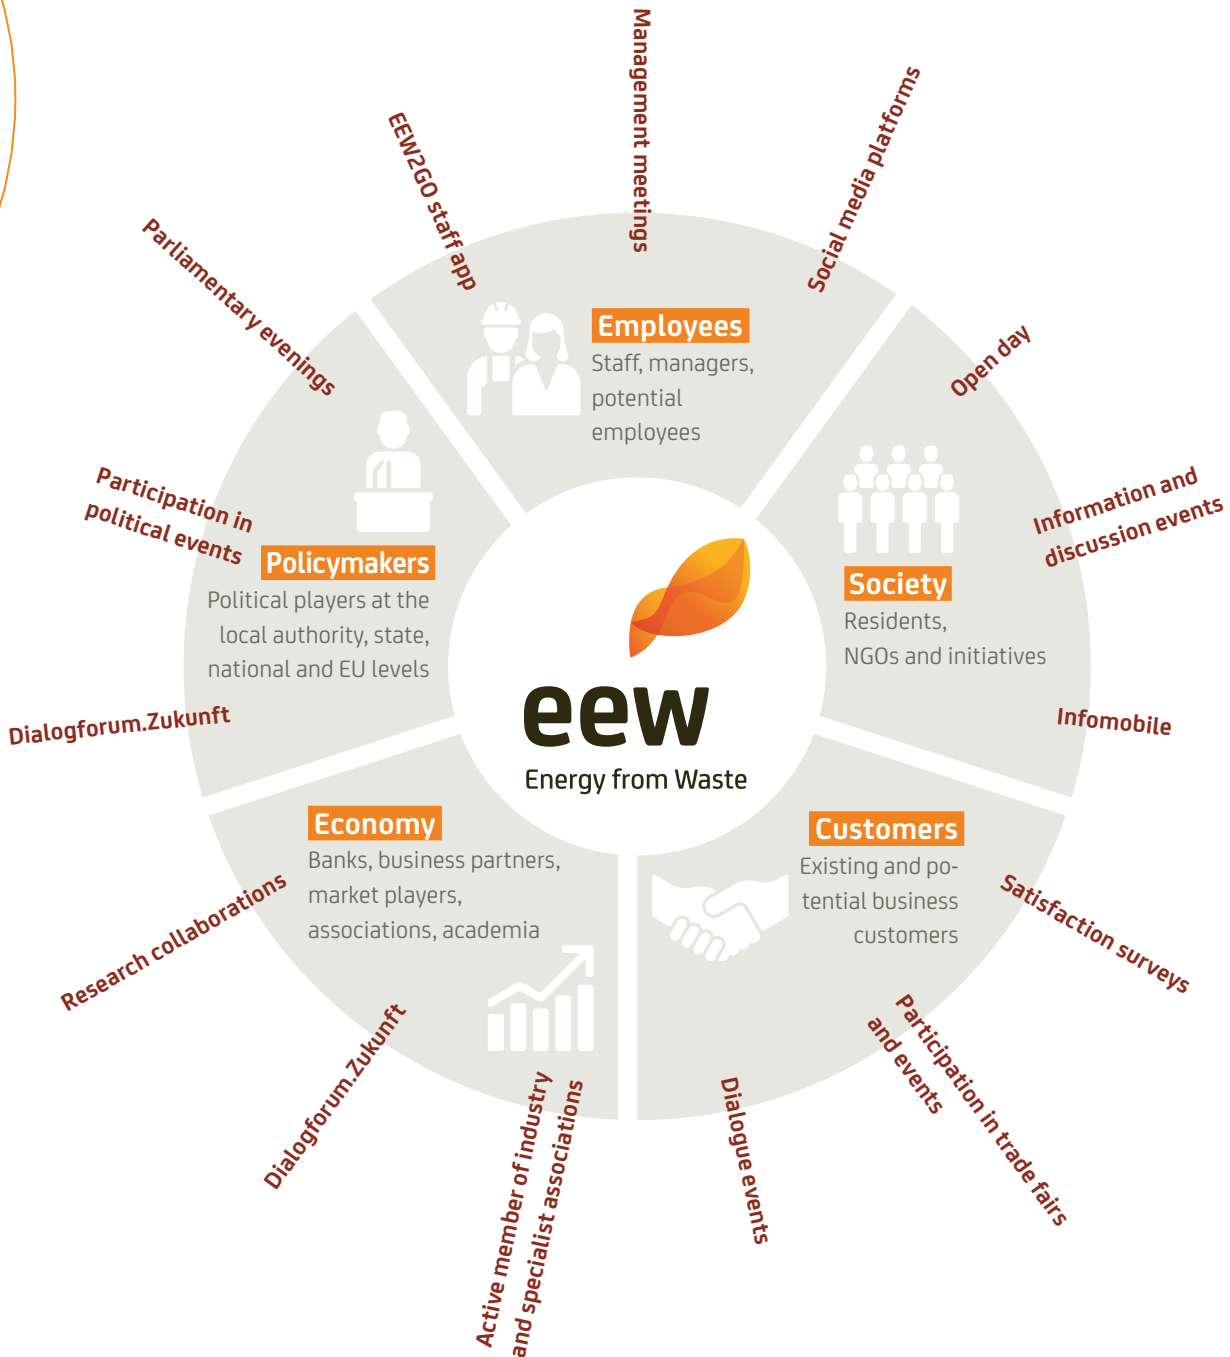 Management meetings
Social media platforms
EEW2GO staff app
Parliamentary evenings
Open day
Participation in
political events
Information and
discussion events
Employees
Staff, managers,
potential
employees
Policymakers
Political players at the
local authority, state,
national and EU levels
Society
Residents,
NGOs and initiatives
Dialogforum.Zukunft
Infomobile
eew
Energy from Waste
Economy
Banks, business partners,
market players,
associations, academia
Customers
Existing and po-
tential business
customers
Research collaborations
Satisfaction surveys
Dialogforum.Zukunft
Participation in trade fairs
and events
Active member of industry
and specialist associations
Dialogue events